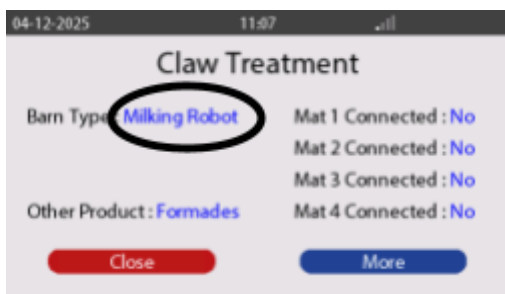 04-12-2025 11:07
Claw Treatment
Barn Type: Milking Robot Mat 1 Connected : No
Mat 2 Connected : No
Mat 3 Connected : No
Other Product : Formades Mat 4 Connected : No
Close More